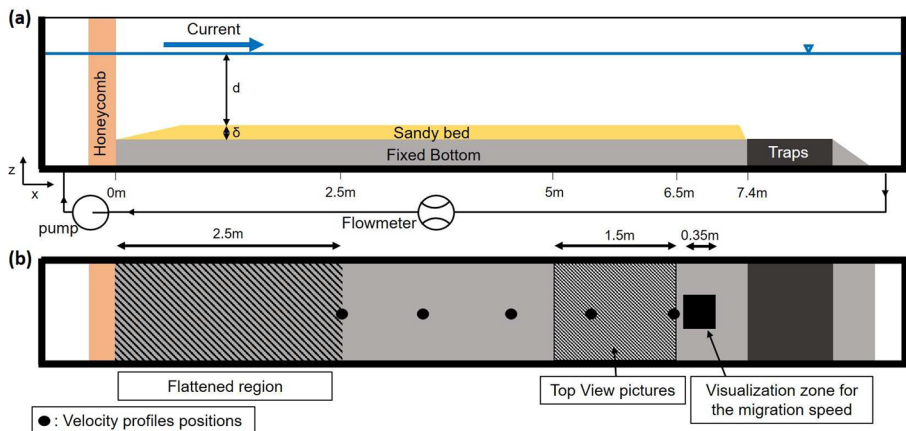 (a)
Current
Honeycomb
d
δ
Sandy bed
Fixed Bottom
Traps
z
x
0m
2.5m
5m
6.5m
7.4m
pump
Flowmeter
2.5m
1.5m
0.35m
(b)
Flattened region
Top View pictures
Visualization zone for
the migration speed
: Velocity profiles positions